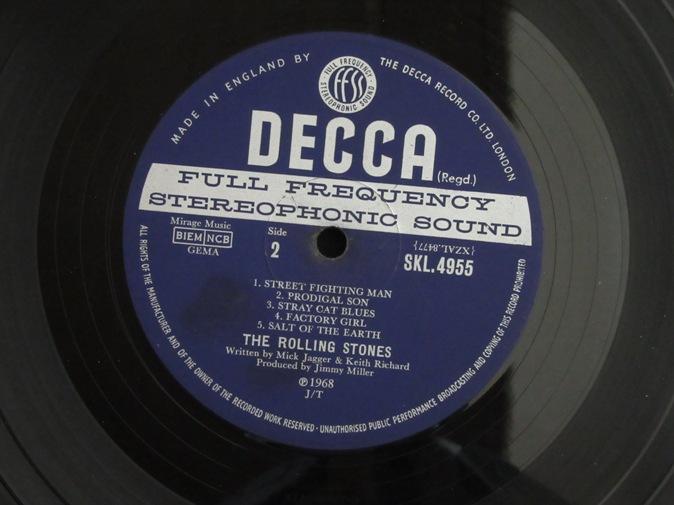 MADE IN ENGLAND BY
THE DECCA RECORD CO. LTD. LONDON
FULL FREQUENCY
FFSS
STEREOPHONIC SOUND
DECCA
(Regd.)
FULL FREQUENCY
STEREOPHONIC SOUND
Mirage Music
BIEM NCB
GEMA
Side
2
{XZAL.8477}
SKL.4955
1. STREET FIGHTING MAN
2. PRODIGAL SON
3. STRAY CAT BLUES
4. FACTORY GIRL
5. SALT OF THE EARTH
THE ROLLING STONES
Written by Mick Jagger & Keith Richard
Produced by Jimmy Miller
℗1968
J/T
ALL RIGHTS OF THE MANUFACTURER AND OF THE OWNER OF THE RECORDED WORK RESERVED · UNAUTHORISED PUBLIC PERFORMANCE BROADCASTING AND COPYING OF THIS RECORD PROHIBITED